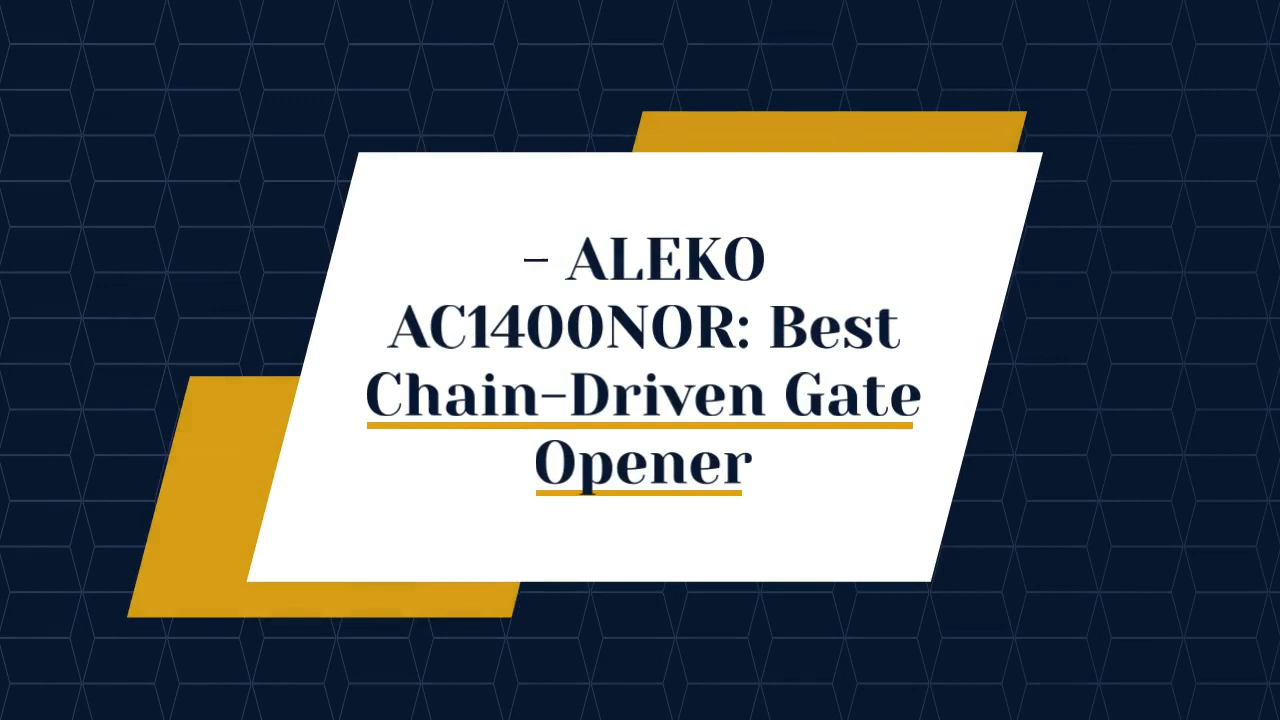 – ALEKO
AC1400NOR: Best
Chain-Driven Gate
Opener